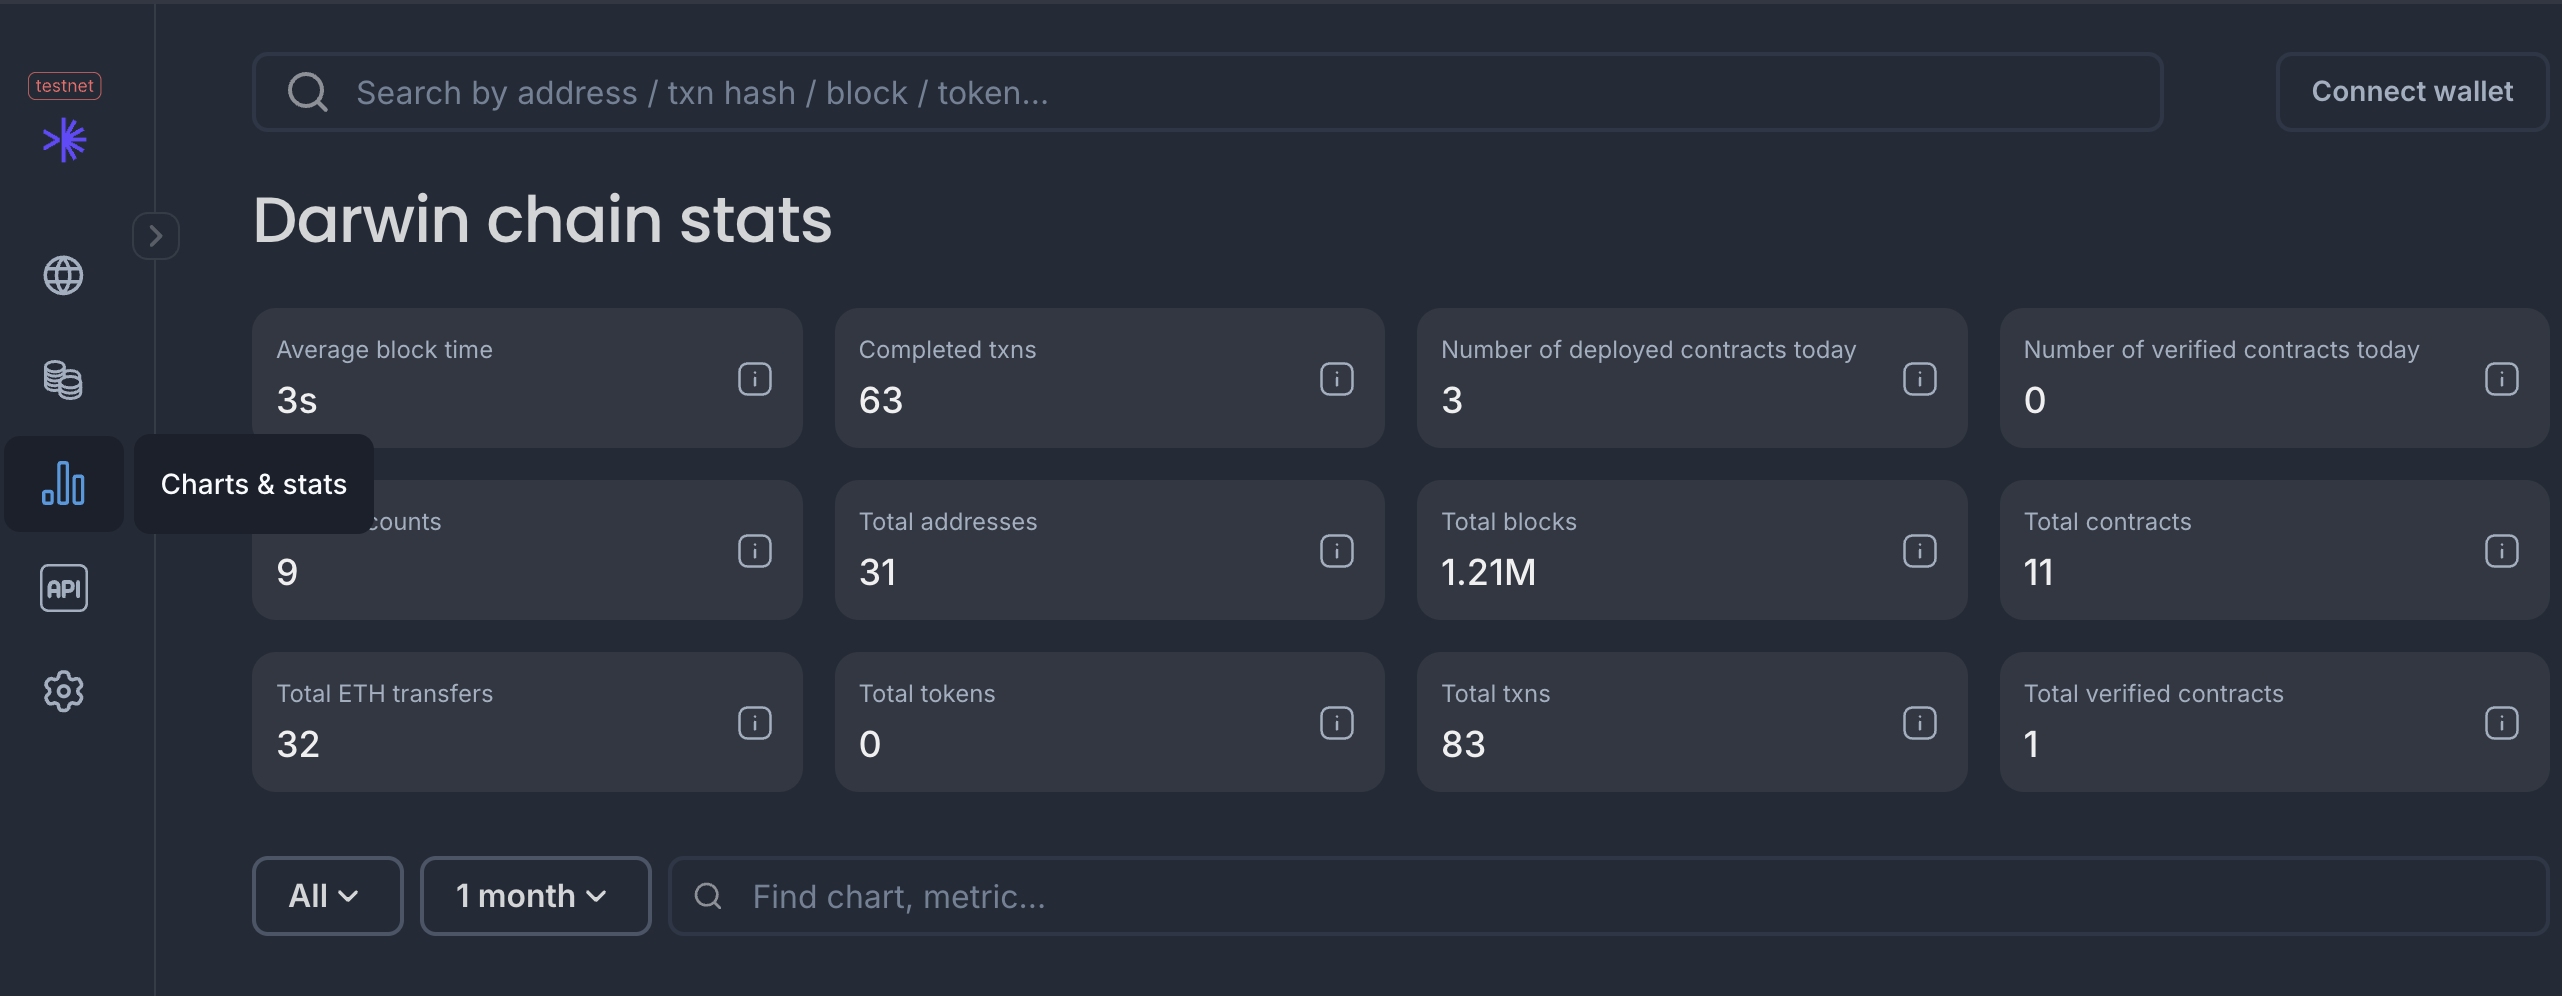 testnet
Search by address / txn hash / block / token...
Connect wallet
Darwin chain stats
Average block time
3s
Completed txns
63
Number of deployed contracts today
3
Number of verified contracts today
0
Charts & stats
9
Total addresses
31
Total blocks
1.21M
Total contracts
11
API
Total ETH transfers
32
Total tokens
0
Total txns
83
Total verified contracts
1
All
1 month
Find chart, metric...